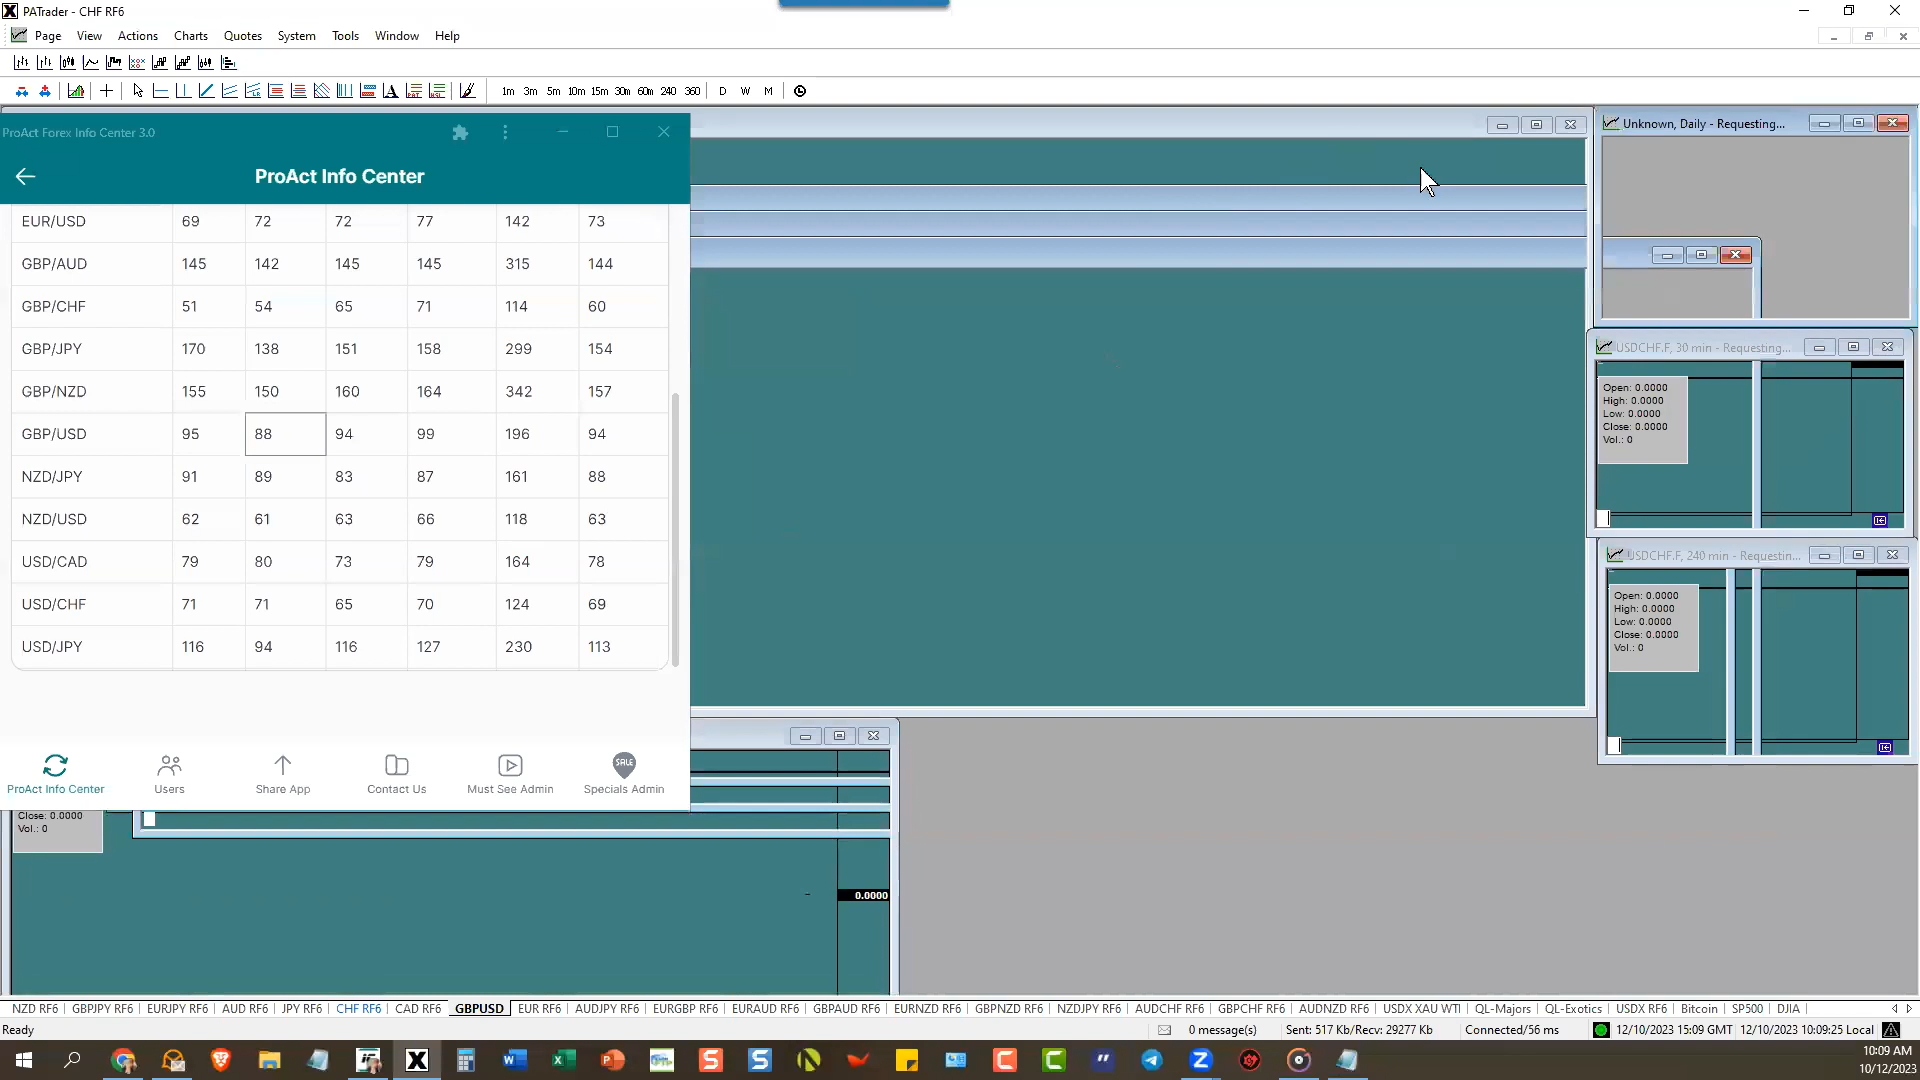 PATrader - CHF RF6
Page View Actions Charts Quotes System Tools Window Help
1m 3m 5m 10m 15m 30m 60m 240 360 D W M
ProAct Forex Info Center 3.0
ProAct Info Center
EUR/USD 69 72 72 77 142 73
GBP/AUD 145 142 145 145 315 144
GBP/CHF 51 54 65 71 114 60
GBP/JPY 170 138 151 158 299 154
GBP/NZD 155 150 160 164 342 157
GBP/USD 95 88 94 99 196 94
NZD/JPY 91 89 83 87 161 88
NZD/USD 62 61 63 66 118 63
USD/CAD 79 80 73 79 164 78
USD/CHF 71 71 65 70 124 69
USD/JPY 116 94 116 127 230 113
ProAct Info Center Users Share App Contact Us Must See Admin SALE Specials Admin
Close: 0.0000
Vol.: 0
0.0000
Unknown, Daily - Requesting...
USDCHF.F, 30 min - Requesting...
Open: 0.0000
High: 0.0000
Low: 0.0000
Close: 0.0000
Vol.: 0
USDCHF.F, 240 min - Requestin...
Open: 0.0000
High: 0.0000
Low: 0.0000
Close: 0.0000
Vol.: 0
NZD RF6 GBPJPY RF6 EURJPY RF6 AUD RF6 JPY RF6 CHF RF6 CAD RF6 GBPUSD EUR RF6 AUDJPY RF6 EURGBP RF6 EURAUD RF6 GBPAUD RF6 EURNZD RF6 GBPNZD RF6 NZDJPY RF6 AUDCHF RF6 GBPCHF RF6 AUDNZD RF6 USDX XAU WTI QL-Majors QL-Exotics USDX RF6 Bitcoin SP500 DJIA
Ready 0 message(s) Sent: 517 Kb/Recv: 29277 Kb Connected/56 ms 12/10/2023 15:09 GMT 12/10/2023 10:09:25 Local
10:09 AM
10/12/2023